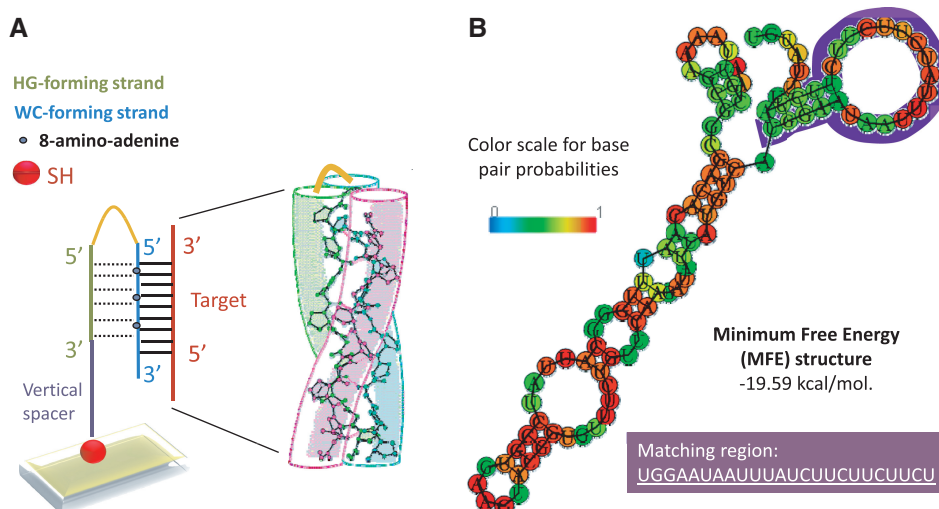 A
HG-forming strand
WC-forming strand
8-amino-adenine
SH
5’
5’
3’
Target
3’
3’
5’
Vertical
spacer
B
Color scale for base
pair probabilities
0 1
Minimum Free Energy
(MFE) structure
-19.59 kcal/mol.
Matching region:
UGGAAUAAUUUAUCUUCUUCUUCU